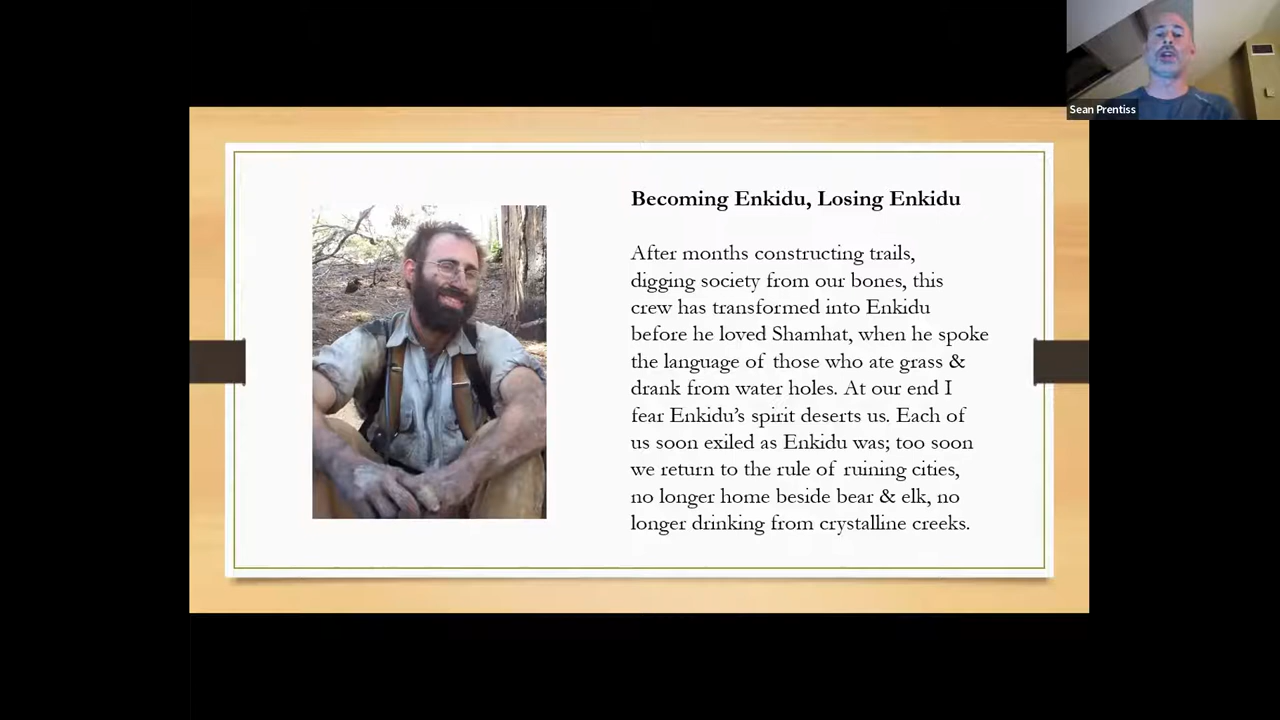 Sean Prentiss
Becoming Enkidu, Losing Enkidu
After months constructing trails,
digging society from our bones, this
crew has transformed into Enkidu
before he loved Shamhat, when he spoke
the language of those who ate grass &
drank from water holes. At our end I
fear Enkidu’s spirit deserts us. Each of
us soon exiled as Enkidu was; too soon
we return to the rule of ruining cities,
no longer home beside bear & elk, no
longer drinking from crystalline creeks.